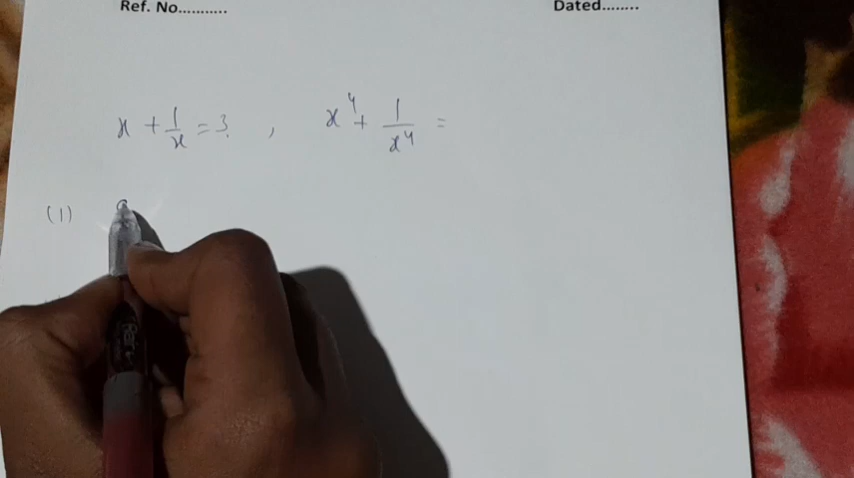 Ref. No........... Dated........
x + 1/x = 3 , x⁴ + 1/x⁴ =
(1)